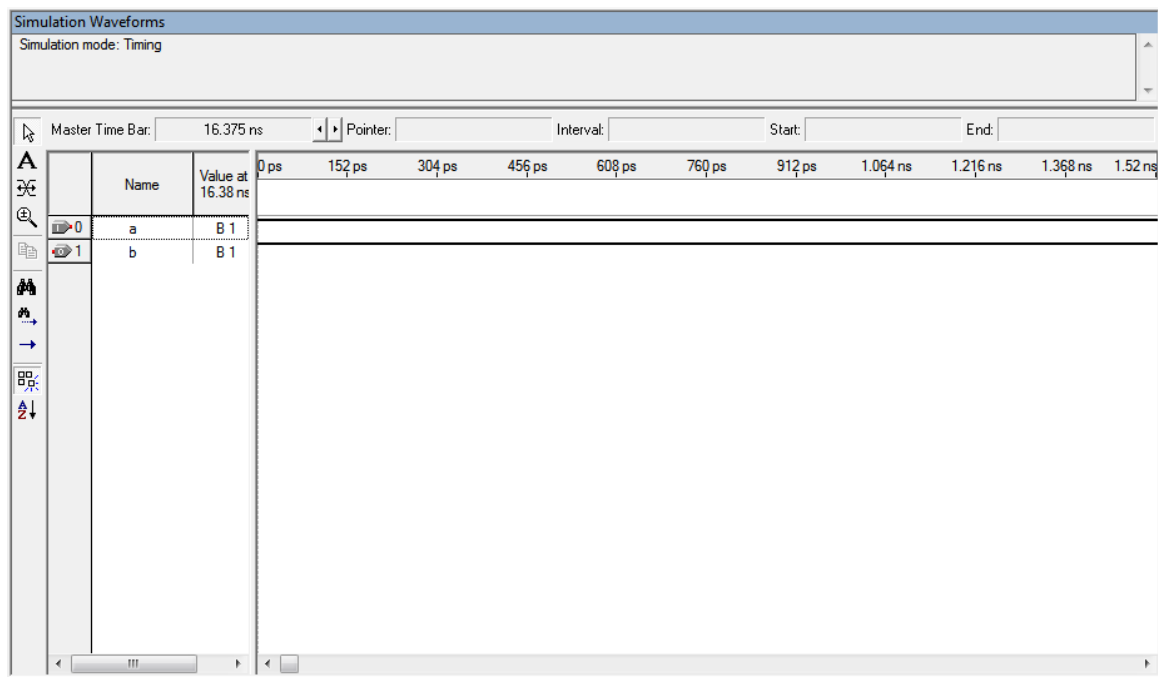 Simulation Waveforms
Simulation mode: Timing
Master Time Bar: 16.375 ns Pointer: Interval: Start: End:
A
Name
Value at
16.38 ns
0 ps 152 ps 304 ps 456 ps 608 ps 760 ps 912 ps 1.064 ns 1.216 ns 1.368 ns 1.52 ns
0 a B 1
1 b B 1
A
Z